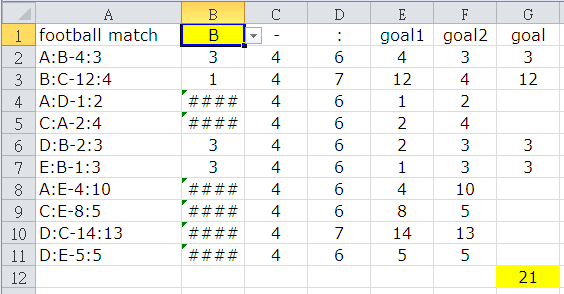 A B C D E F G
1 football match B - : goal1 goal2 goal
2 A:B-4:3 3 4 6 4 3 3
3 B:C-12:4 1 4 7 12 4 12
4 A:D-1:2 #### 4 6 1 2
5 C:A-2:4 #### 4 6 2 4
6 D:B-2:3 3 4 6 2 3 3
7 E:B-1:3 3 4 6 1 3 3
8 A:E-4:10 #### 4 6 4 10
9 C:E-8:5 #### 4 6 8 5
10 D:C-14:13 #### 4 7 14 13
11 D:E-5:5 #### 4 6 5 5
12 21